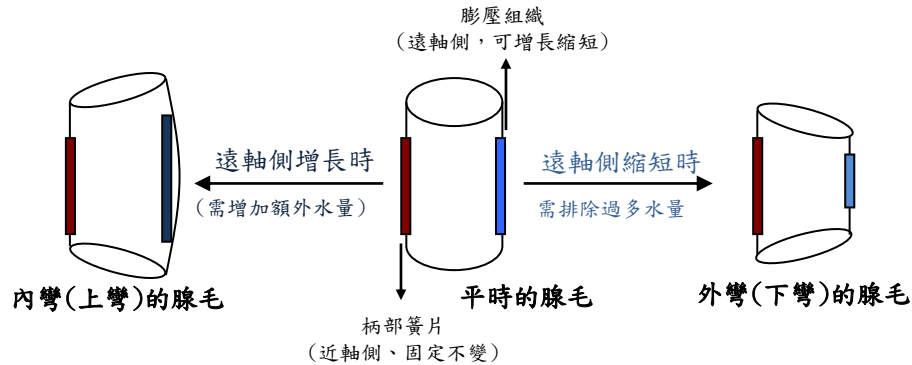 膨壓組織
（遠軸側，可增長縮短）
遠軸側增長時
（需增加額外水量）
遠軸側縮短時
需排除過多水量
內彎(上彎)的腺毛
平時的腺毛
外彎(下彎)的腺毛
柄部簧片
（近軸側、固定不變）